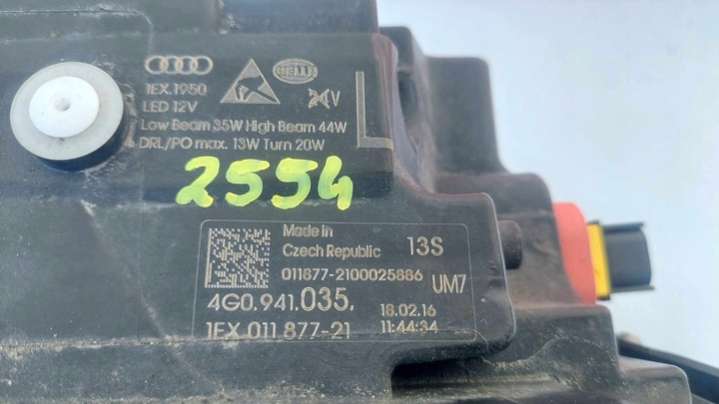 1EX.1950
HELLA
LED 12V
24V
Low Beam 35W High Beam 44W
L
DRL/PO max. 13W Turn 20W
2554
Made in
Czech Republic
13S
011877-2100025886
UM7
4G0.941.035.
18.02.16
1EX 011 877-21
11:44:34